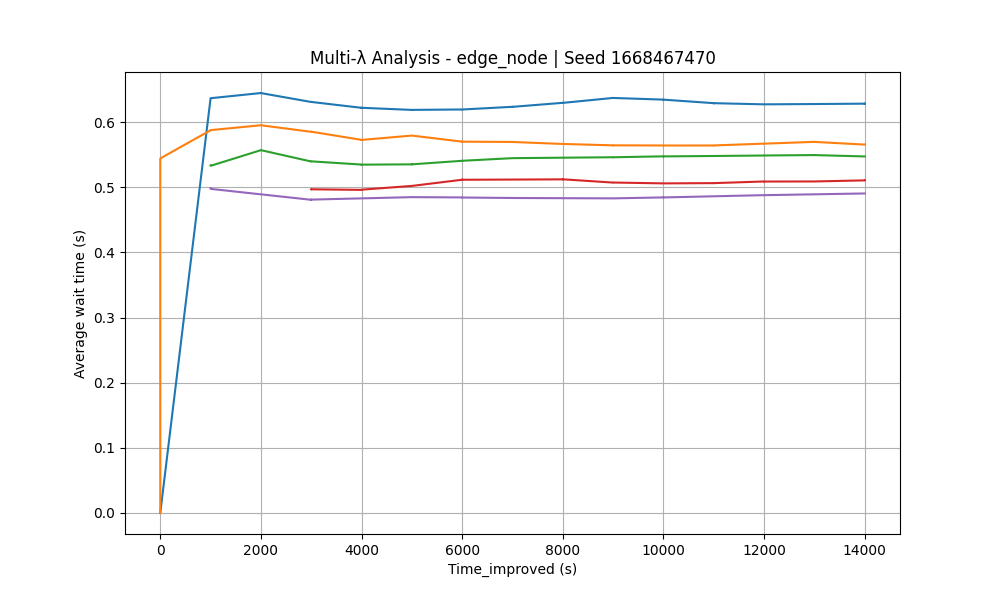 Multi-λ Analysis - edge_node | Seed 1668467470
Average wait time (s)
0.6
0.5
0.4
0.3
0.2
0.1
0.0
0 2000 4000 6000 8000 10000 12000 14000
Time_improved (s)